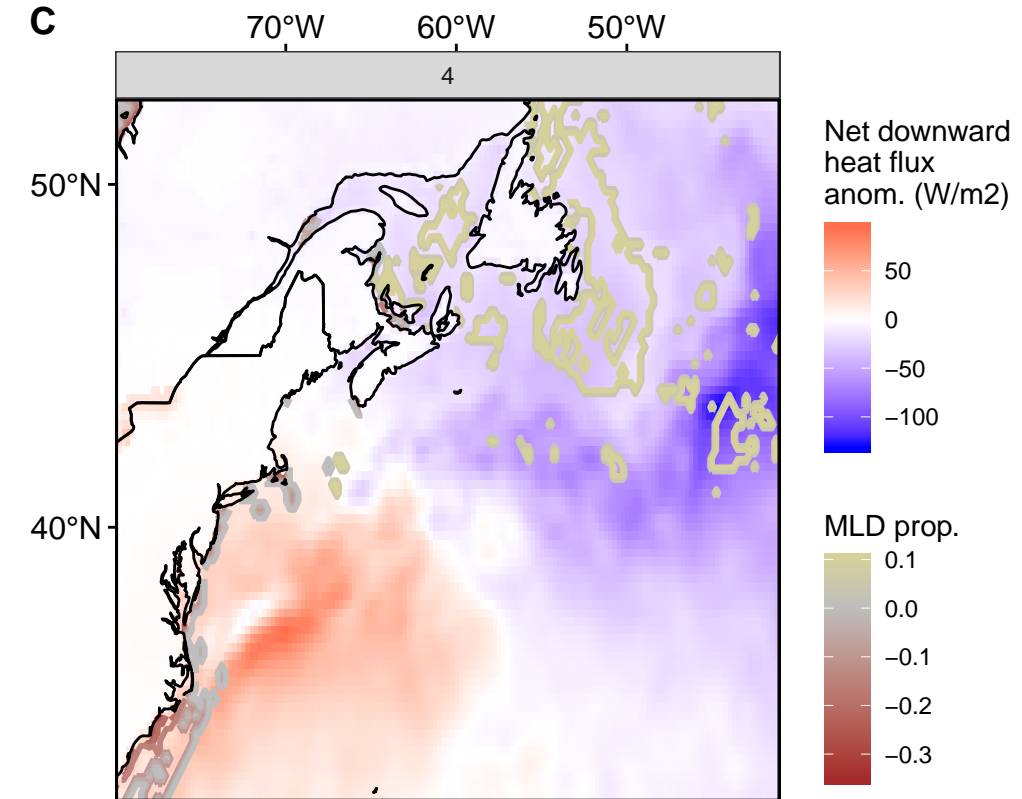 C
70°W 60°W 50°W
4
50°N
40°N
Net downward
heat flux
anom. (W/m2)
50
0
−50
−100
MLD prop.
0.1
0.0
−0.1
−0.2
−0.3